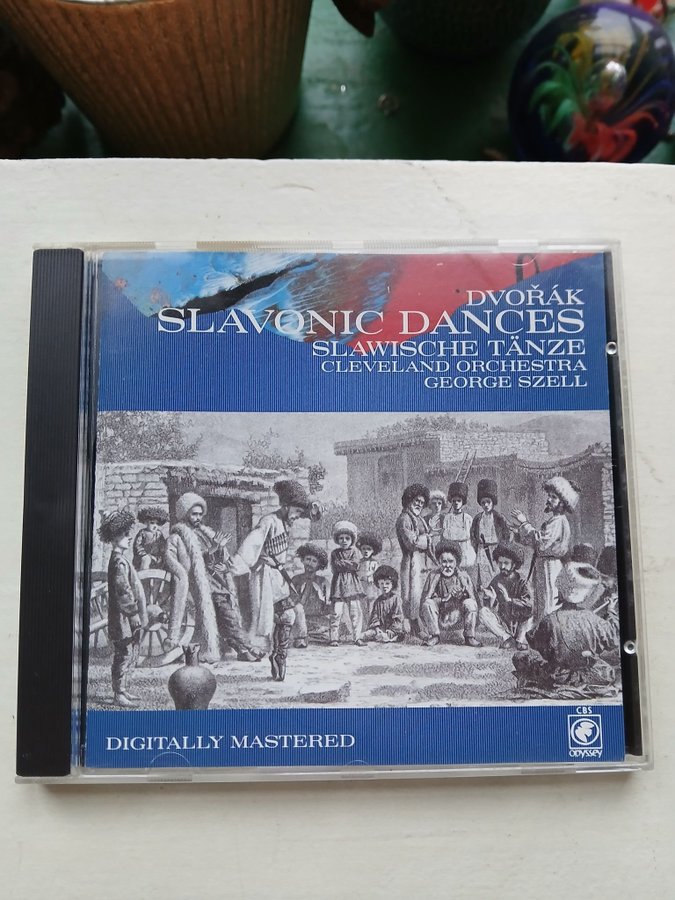 DVOŘÁK
SLAVONIC DANCES
SLAWISCHE TÄNZE
CLEVELAND ORCHESTRA
GEORGE SZELL
DIGITALLY MASTERED
CBS
ODYSSEY